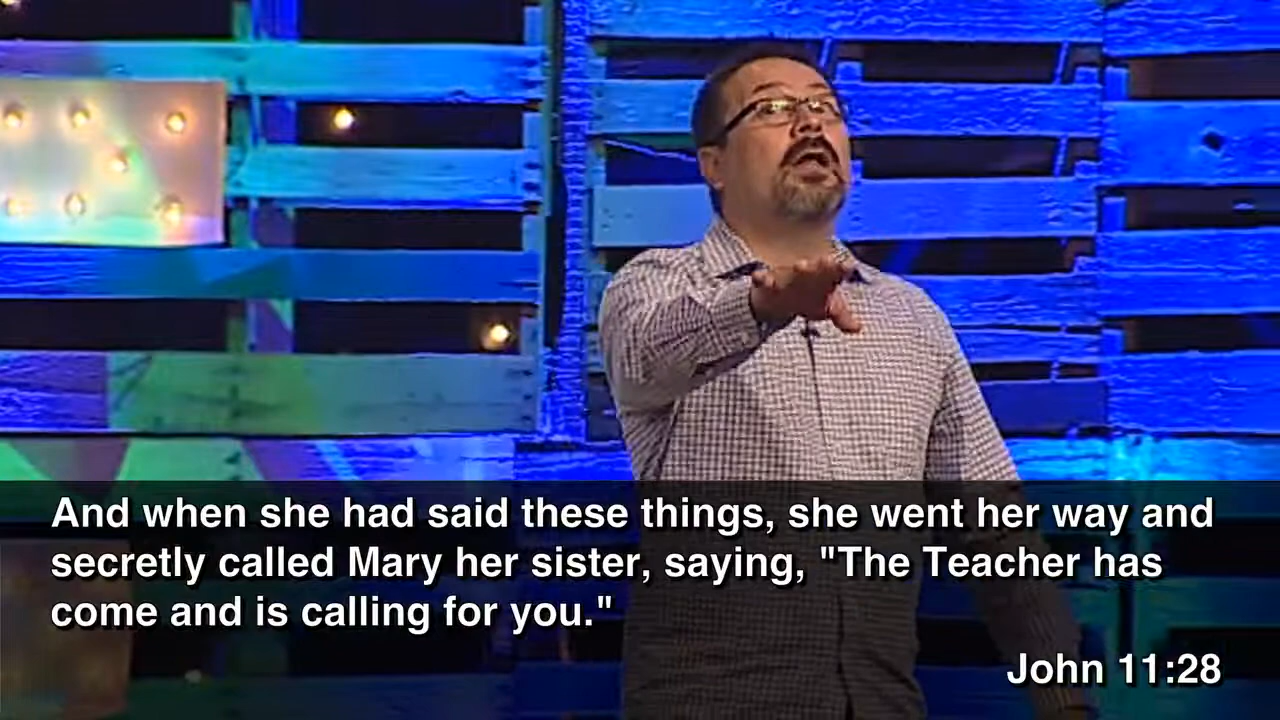 And when she had said these things, she went her way and
secretly called Mary her sister, saying, "The Teacher has
come and is calling for you."
John 11:28